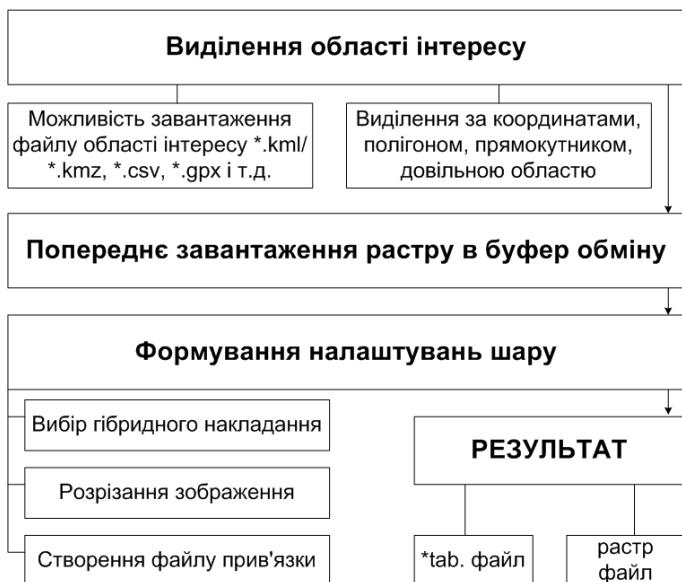 Виділення області інтересу
Можливість завантаження
файлу області інтересу *.kml/
*.kmz, *.csv, *.gpx і т.д.
Виділення за координатами,
полігоном, прямокутником,
довільною областю
Попереднє завантаження растру в буфер обміну
Формування налаштувань шару
Вибір гібридного накладання
Розрізання зображення
Створення файлу прив'язки
РЕЗУЛЬТАТ
*tab. файл
растр
файл